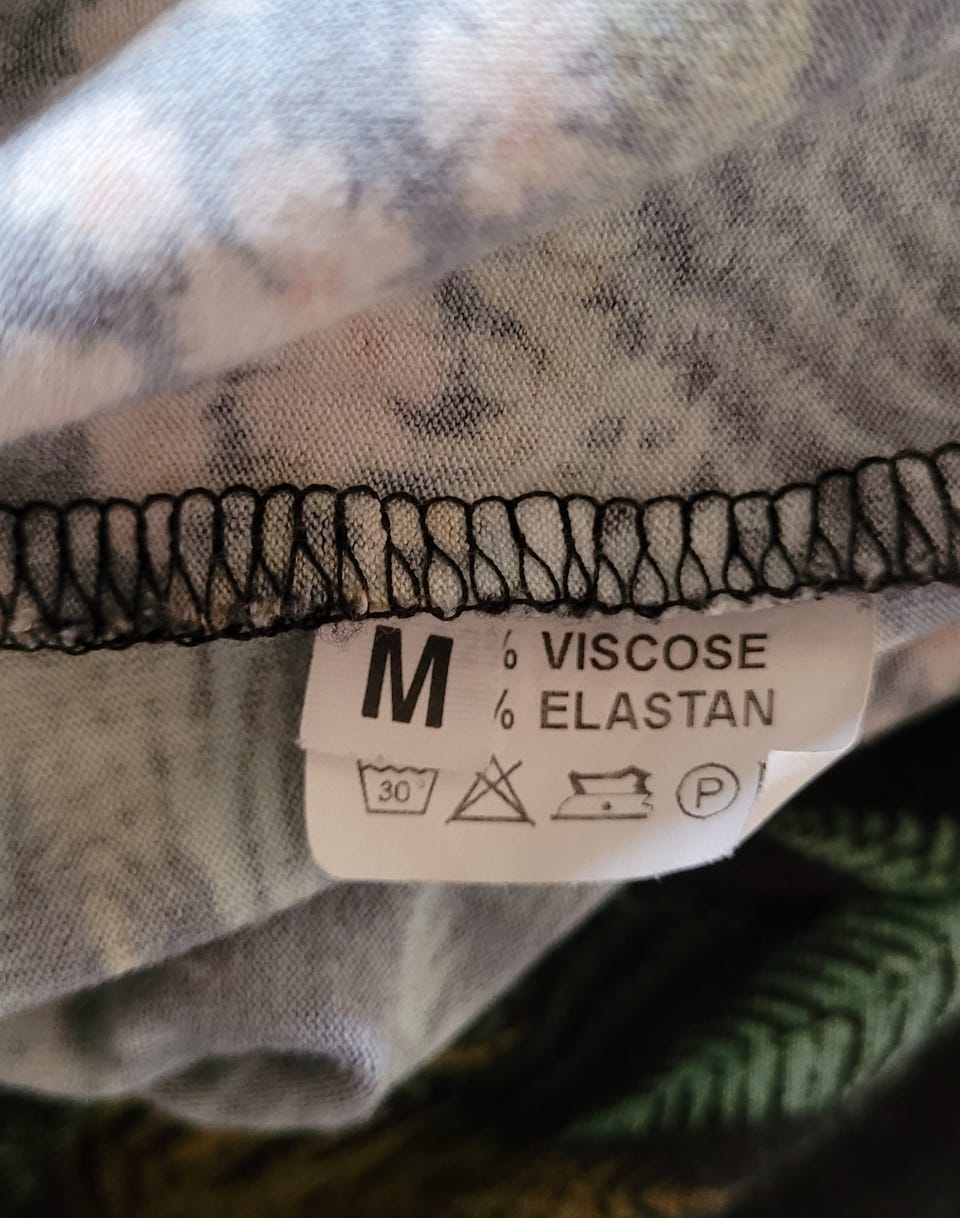 M
% VISCOSE
% ELASTAN
30° P